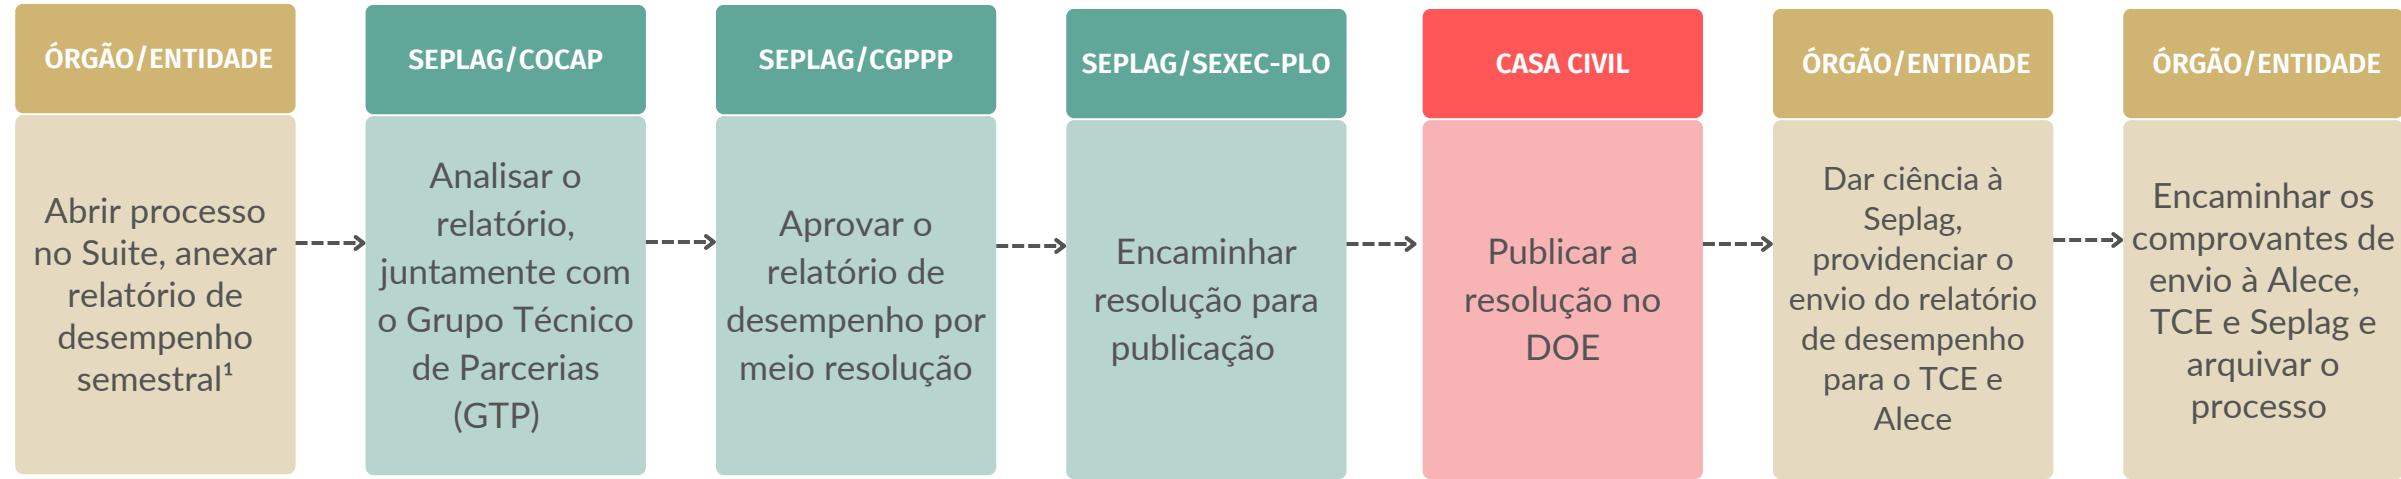 ÓRGÃO/ENTIDADE
Abrir processo
no Suite, anexar
relatório de
desempenho
semestral¹
SEPLAG/COCAP
Analisar o
relatório,
juntamente com
o Grupo Técnico
de Parcerias
(GTP)
SEPLAG/CGPPP
Aprovar o
relatório de
desempenho por
meio resolução
SEPLAG/SEXEC-PLO
Encaminhar
resolução para
publicação
CASA CIVIL
Publicar a
resolução no
DOE
ÓRGÃO/ENTIDADE
Dar ciência à
Seplag,
providenciar o
envio do relatório
de desempenho
para o TCE e
Alece
ÓRGÃO/ENTIDADE
Encaminhar os
comprovantes de
envio à Alece,
TCE e Seplag e
arquivar o
processo